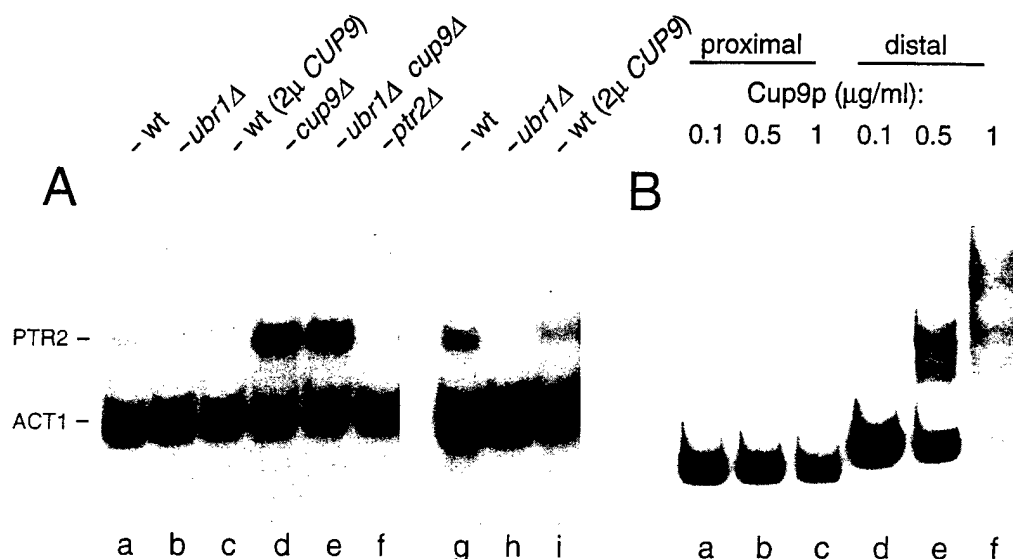 - wt
- ubr1Δ
- wt (2μ CUP9)
- cup9Δ
- ubr1Δ cup9Δ
- ptr2Δ
- wt
- ubr1Δ
- wt (2μ CUP9)
A
PTR2 –
ACT1 –
a b c d e f g h i
proximal distal
Cup9p (μg/ml):
0.1 0.5 1 0.1 0.5 1
B
a b c d e f